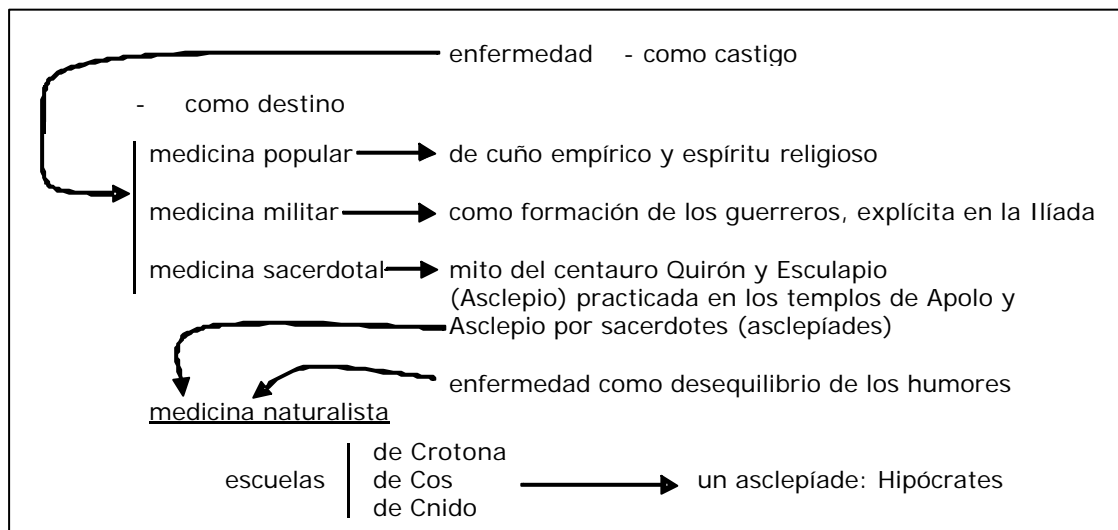 enfermedad - como castigo
- como destino
medicina popular de cuño empírico y espíritu religioso
medicina militar como formación de los guerreros, explícita en la Ilíada
medicina sacerdotal mito del centauro Quirón y Esculapio
(Asclepio) practicada en los templos de Apolo y
Asclepio por sacerdotes (asclepíades)
enfermedad como desequilibrio de los humores
medicina naturalista
de Crotona
escuelas de Cos un asclepíade: Hipócrates
de Cnido